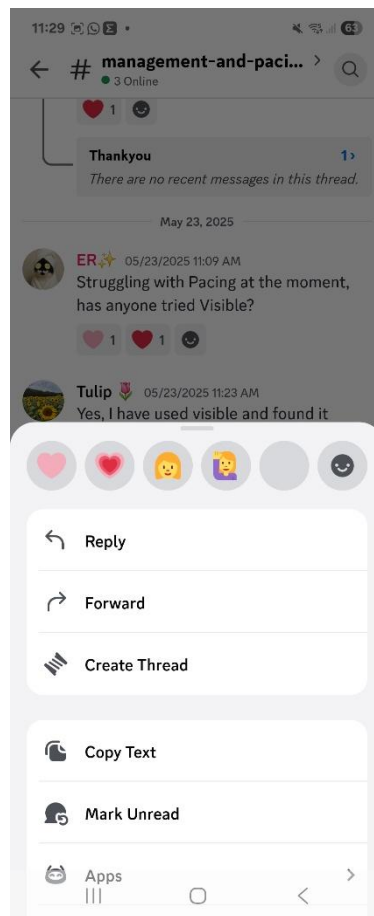 11:29
63
# management-and-paci...
3 Online
1
Thankyou 1
There are no recent messages in this thread.
May 23, 2025
ER 05/23/2025 11:09 AM
Struggling with Pacing at the moment,
has anyone tried Visible?
1 1
Tulip 05/23/2025 11:23 AM
Yes, I have used visible and found it
Reply
Forward
Create Thread
Copy Text
Mark Unread
Apps